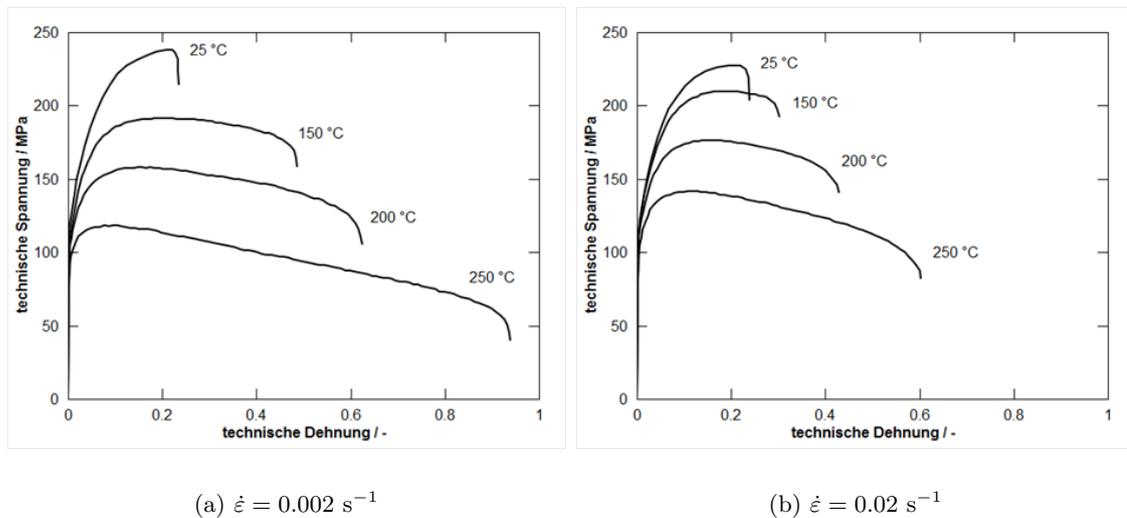 250
200
150
100
50
0
technische Spannung / MPa
25 °C
150 °C
200 °C
250 °C
0
0.2
0.4
0.6
0.8
1
technische Dehnung / -
(a) ε̇ = 0.002 s⁻¹
250
200
150
100
50
0
technische Spannung / MPa
25 °C
150 °C
200 °C
250 °C
0
0.2
0.4
0.6
0.8
1
technische Dehnung / -
(b) ε̇ = 0.02 s⁻¹